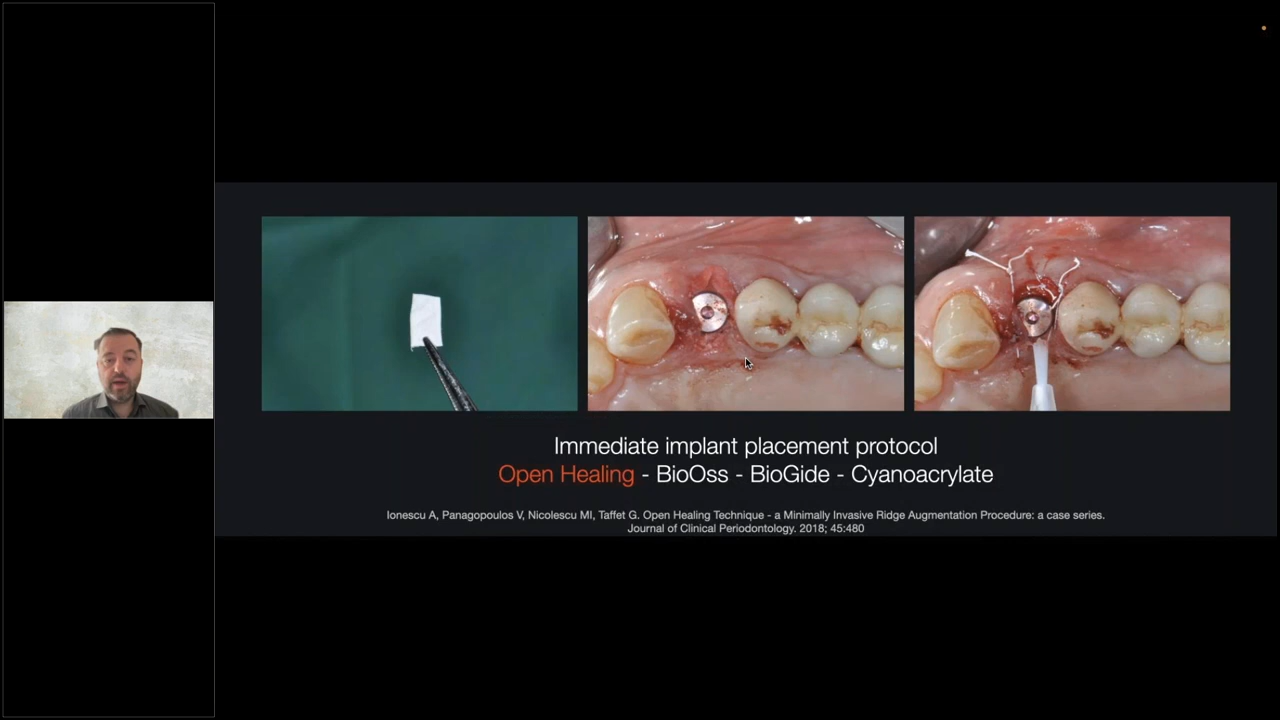 Immediate implant placement protocol
Open Healing - BioOss - BioGide - Cyanoacrylate
Ionescu A, Panagopoulos V, Nicolescu MI, Taffet G. Open Healing Technique - a Minimally Invasive Ridge Augmentation Procedure: a case series.
Journal of Clinical Periodontology. 2018; 45:480